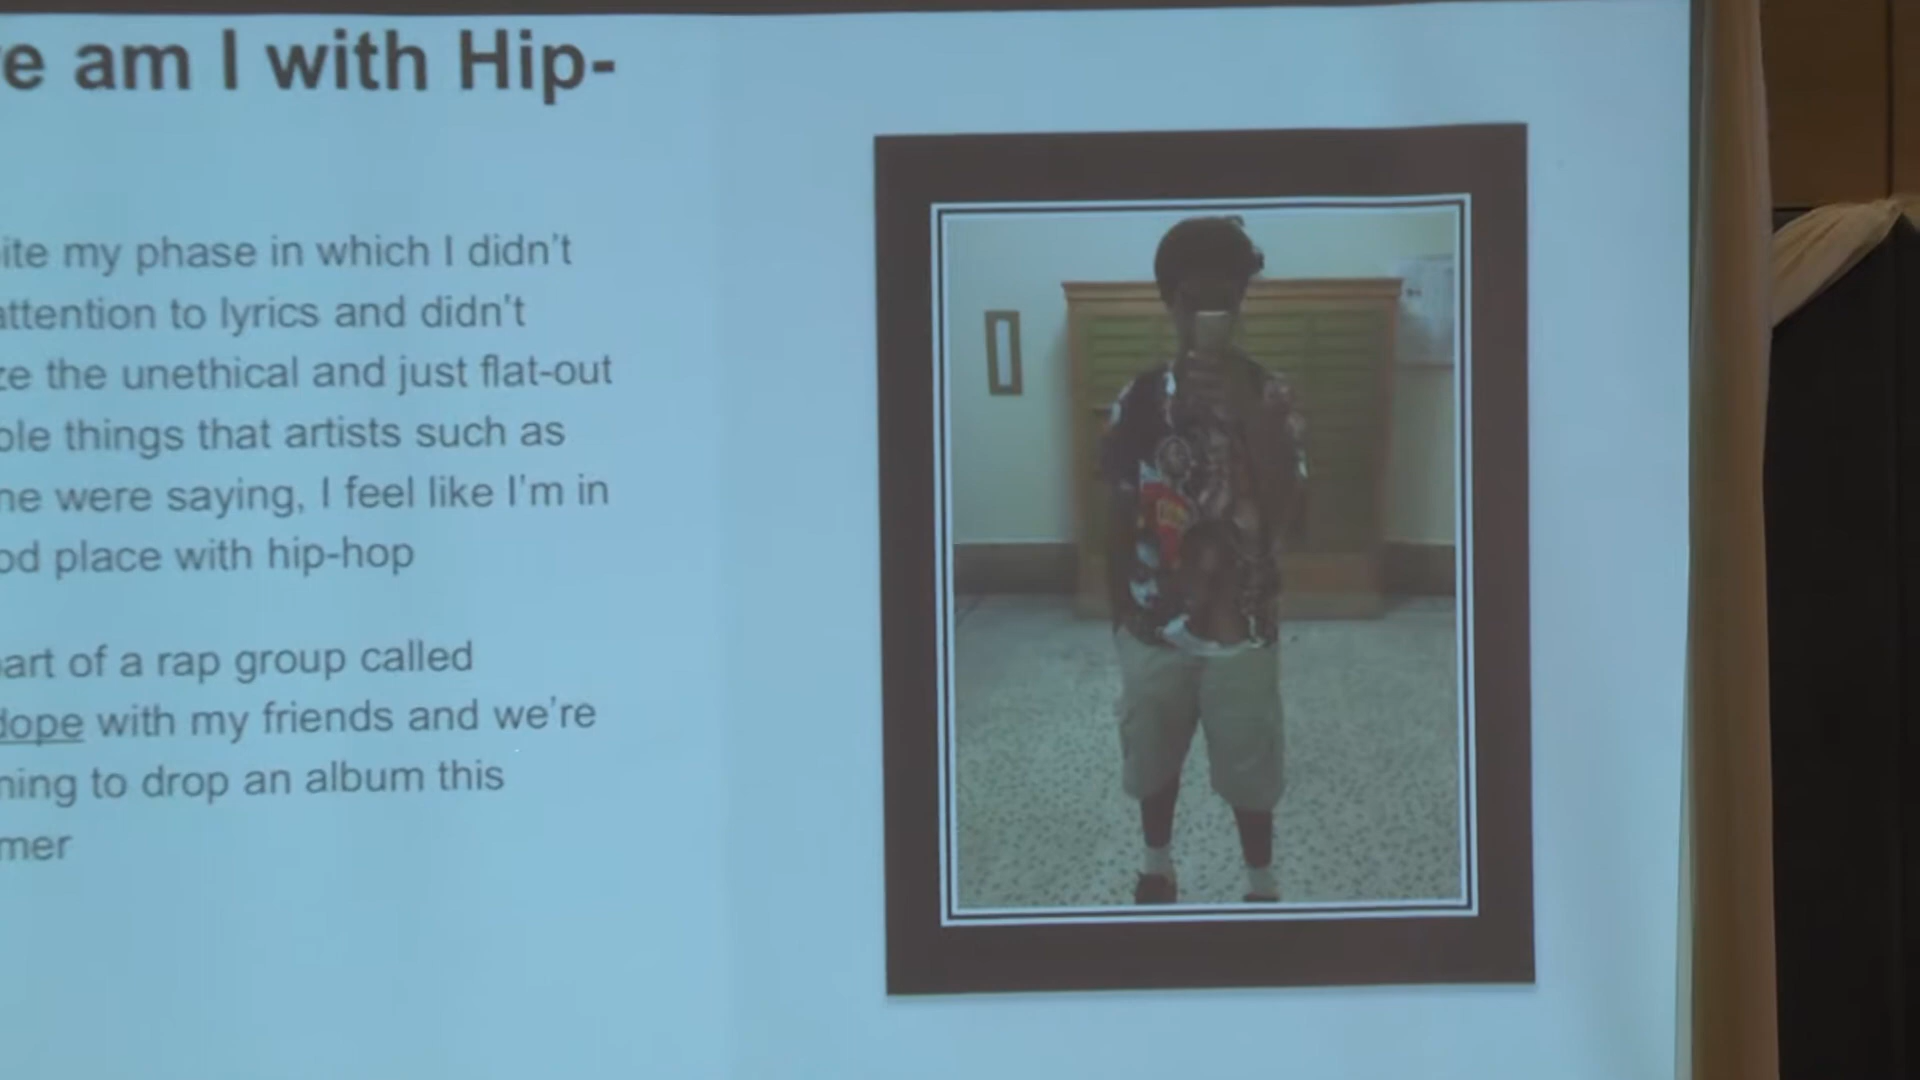 e am I with Hip-
ite my phase in which I didn't
attention to lyrics and didn't
ze the unethical and just flat-out
ble things that artists such as
ne were saying, I feel like I'm in
od place with hip-hop
art of a rap group called
dope with my friends and we're
ning to drop an album this
mer